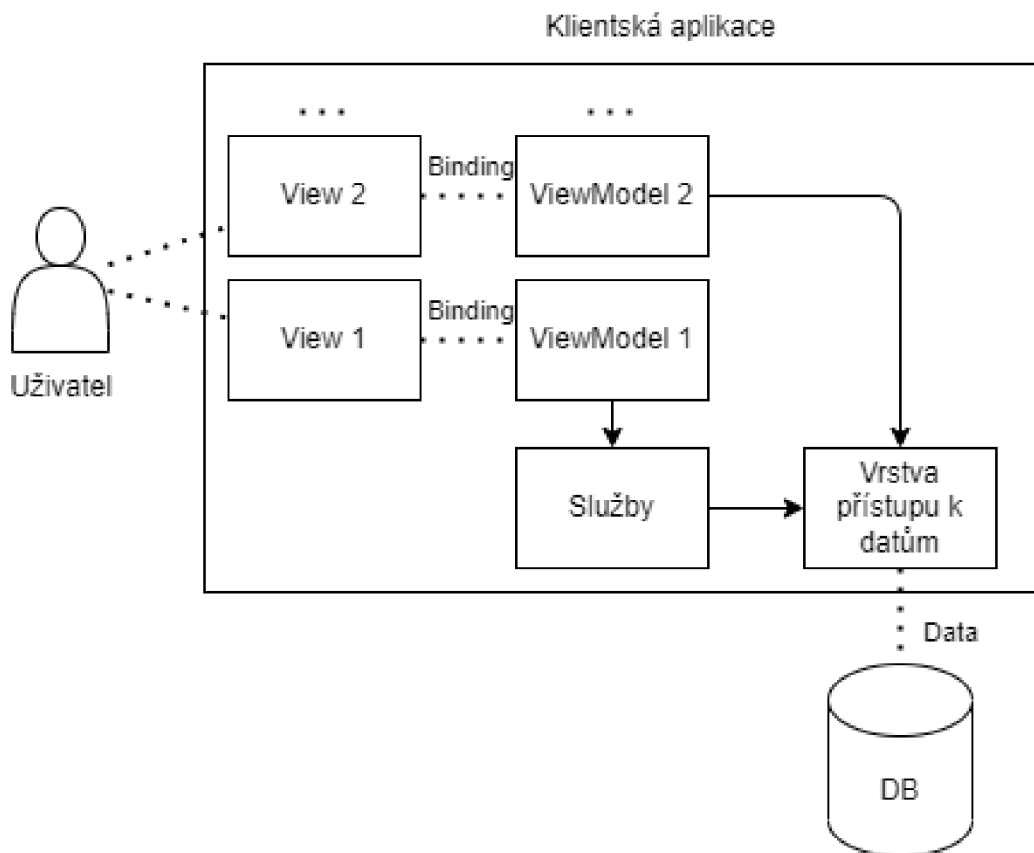 Klientská aplikace
. . .
. . .
View 2
Binding
ViewModel 2
View 1
Binding
ViewModel 1
Uživatel
Služby
Vrstva
přístupu k
datům
Data
DB